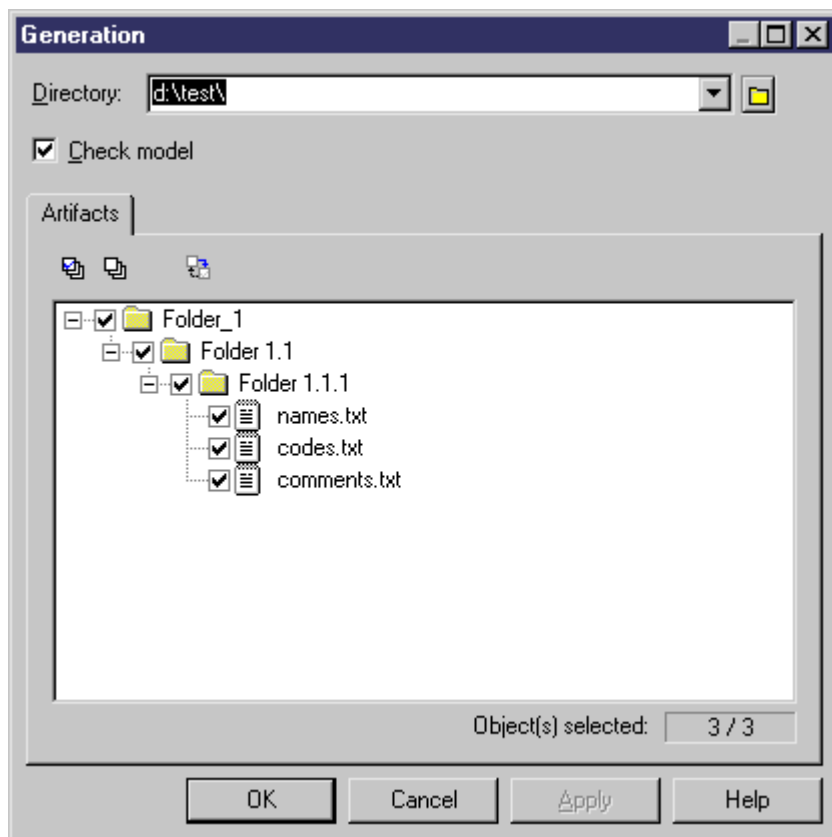 Generation
Directory: d:\test\
Check model
Artifacts
Folder_1
Folder 1.1
Folder 1.1.1
names.txt
codes.txt
comments.txt
Object(s) selected: 3 / 3
OK Cancel Apply Help